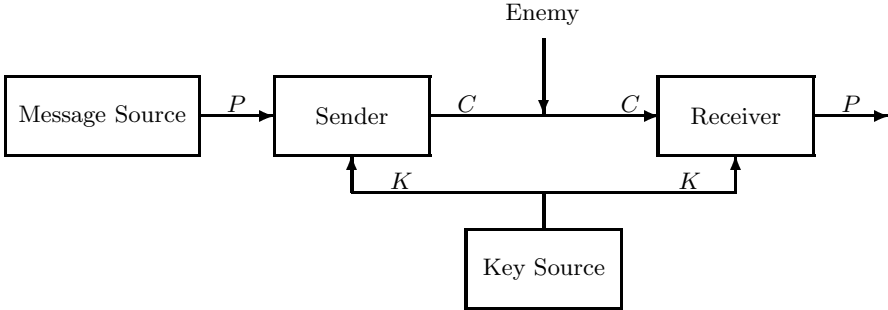 Enemy
Message Source
P
Sender
C
C
Receiver
P
K
K
Key Source